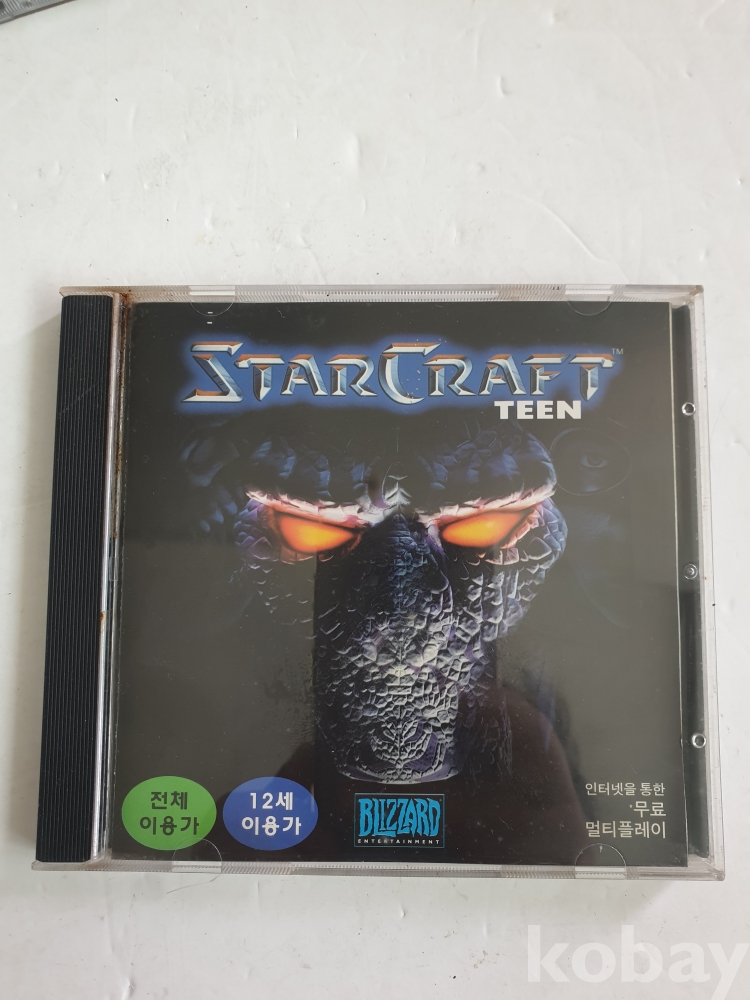 STARCRAFT™
TEEN
전체
이용가
12세
이용가
BLIZZARD
ENTERTAINMENT
인터넷을 통한
·무료
멀티플레이
kobay